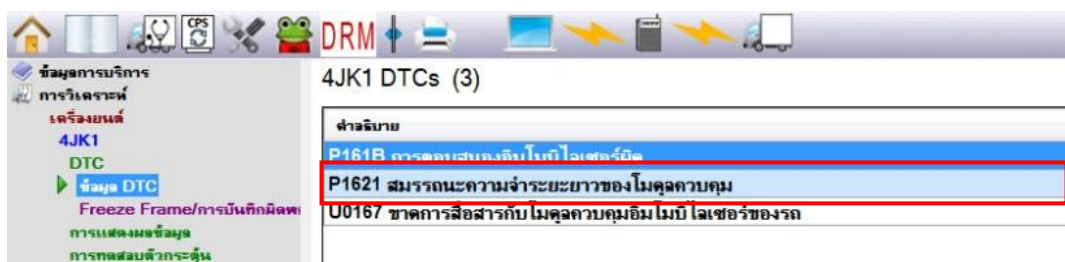 CPS
DRM
ข้อมูลการบริการ
การวิเคราะห์
เครื่องยนต์
4JK1
DTC
ข้อมูล DTC
Freeze Frame/การบันทึกผิดพ
การแสดงผลข้อมูล
การทดสอบตัวกระตุ้น
4JK1 DTCs (3)
คำอธิบาย
P161B การตอบสนองอิมโมบิไลเซอร์ผิด
P1621 สมรรถนะความจำระยะยาวของโมดูลควบคุม
U0167 ขาดการสื่อสารกับโมดูลควบคุมอิมโมบิไลเซอร์ของรถ